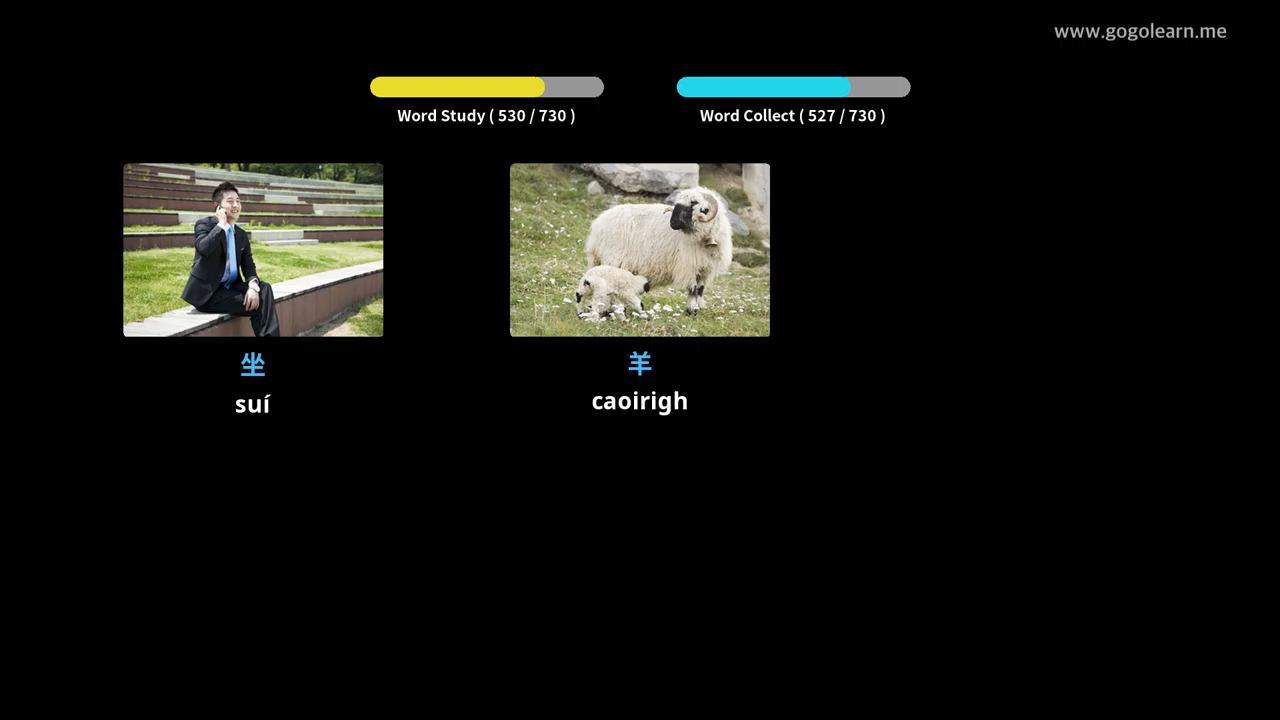 www.gogolearn.me
Word Study ( 530 / 730 )
Word Collect ( 527 / 730 )
坐
suí
羊
caoirigh